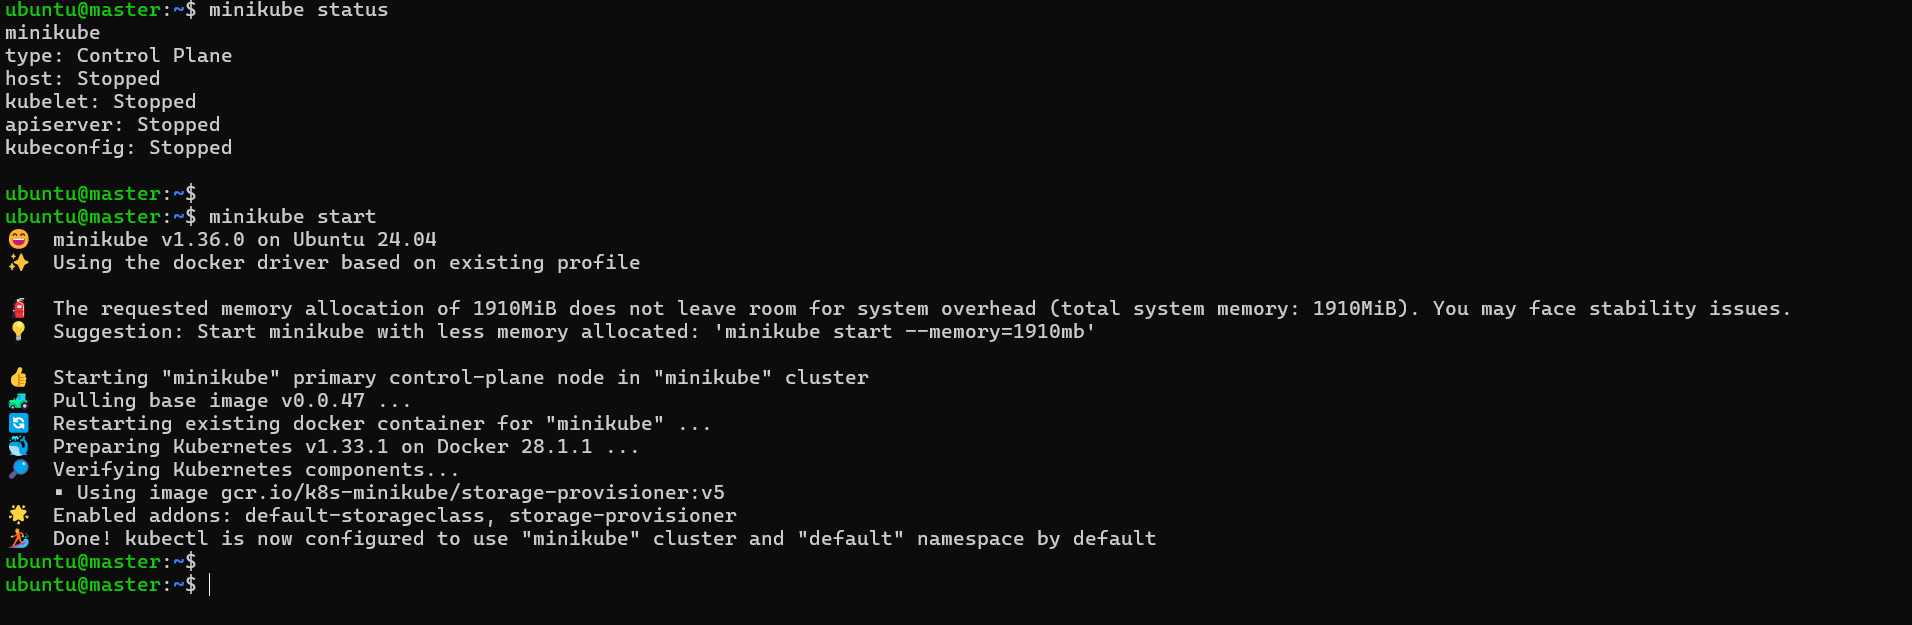 ubuntu@master:~$ minikube status
minikube
type: Control Plane
host: Stopped
kubelet: Stopped
apiserver: Stopped
kubeconfig: Stopped
ubuntu@master:~$
ubuntu@master:~$ minikube start
😄  minikube v1.36.0 on Ubuntu 24.04
✨  Using the docker driver based on existing profile
🧯  The requested memory allocation of 1910MiB does not leave room for system overhead (total system memory: 1910MiB). You may face stability issues.
💡  Suggestion: Start minikube with less memory allocated: 'minikube start --memory=1910mb'
👍  Starting "minikube" primary control-plane node in "minikube" cluster
🚜  Pulling base image v0.0.47 ...
🔄  Restarting existing docker container for "minikube" ...
🐳  Preparing Kubernetes v1.33.1 on Docker 28.1.1 ...
🔎  Verifying Kubernetes components...
    ▪ Using image gcr.io/k8s-minikube/storage-provisioner:v5
🌟  Enabled addons: default-storageclass, storage-provisioner
🏄  Done! kubectl is now configured to use "minikube" cluster and "default" namespace by default
ubuntu@master:~$
ubuntu@master:~$